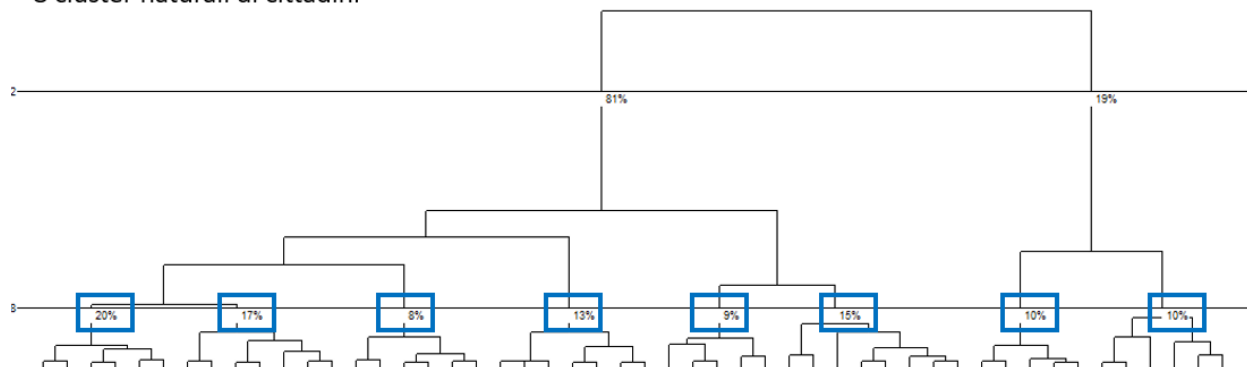 8 cluster naturali di cittadini
2
81% 19%
8
20% 17% 8% 13% 9% 15% 10% 10%